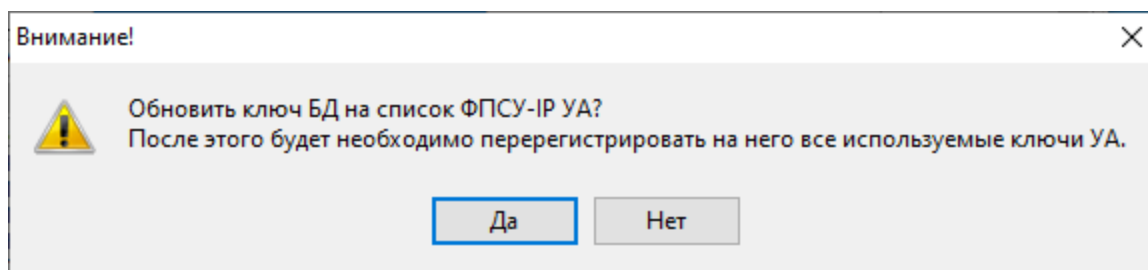 Внимание!
Обновить ключ БД на список ФПСУ-IP УА?
После этого будет необходимо перерегистрировать на него все используемые ключи УА.
Да
Нет